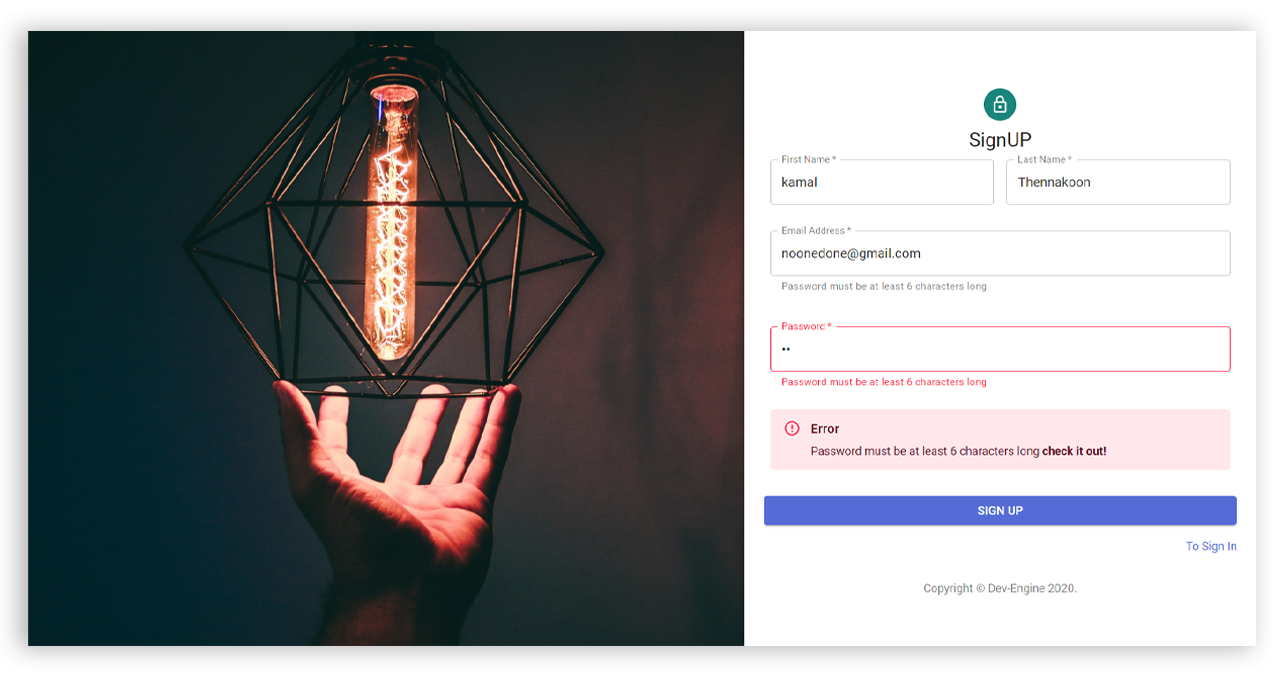 SignUP
First Name *
Last Name *
kamal
Thennakoon
Email Address *
noonedone@gmail.com
Password must be at least 6 characters long
Password *
••
Password must be at least 6 characters long
Error
Password must be at least 6 characters long check it out!
SIGN UP
To Sign In
Copyright © Dev-Engine 2020.